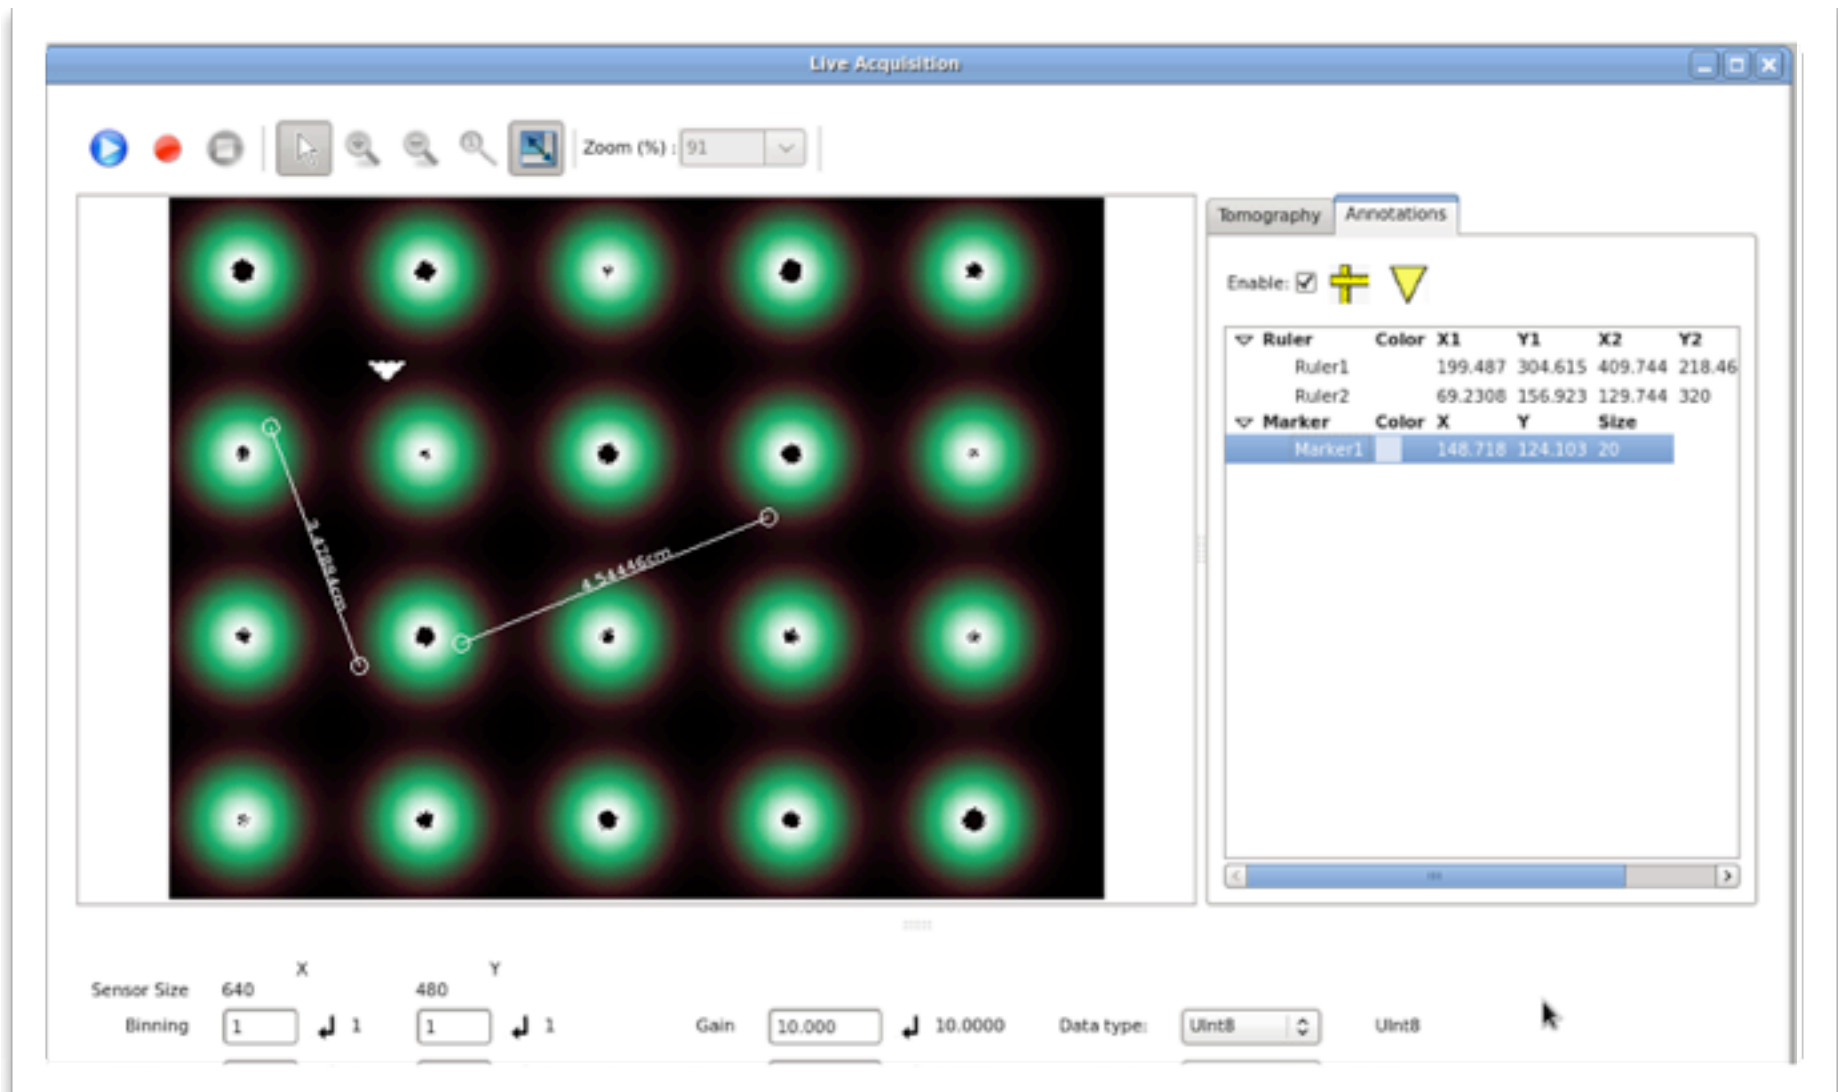 Live Acquisition
Zoom (%) : 91
Tomography Annotations
Enable:
Ruler Color X1 Y1 X2 Y2
Ruler1 199.487 304.615 409.744 218.46
Ruler2 69.2308 156.923 129.744 320
Marker Color X Y Size
Marker1 148.718 124.103 20
4.54446cm
X Y
Sensor Size 640 480
Binning 1 1 1 1 Gain 10.000 10.0000 Data type: UInt8 UInt8